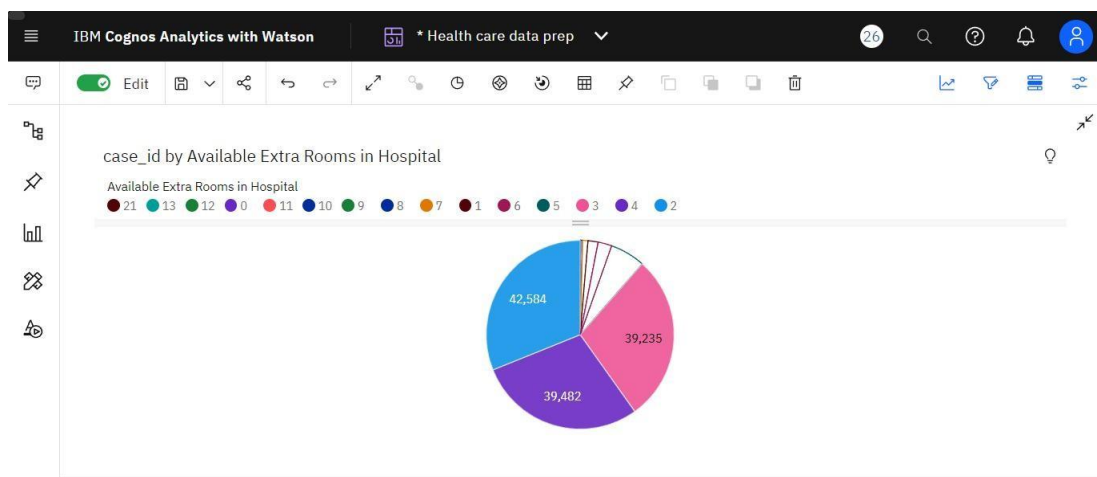 IBM Cognos Analytics with Watson
* Health care data prep
26
Edit
case_id by Available Extra Rooms in Hospital
Available Extra Rooms in Hospital
21 13 12 0 11 10 9 8 7 1 6 5 3 4 2
42,584
39,235
39,482